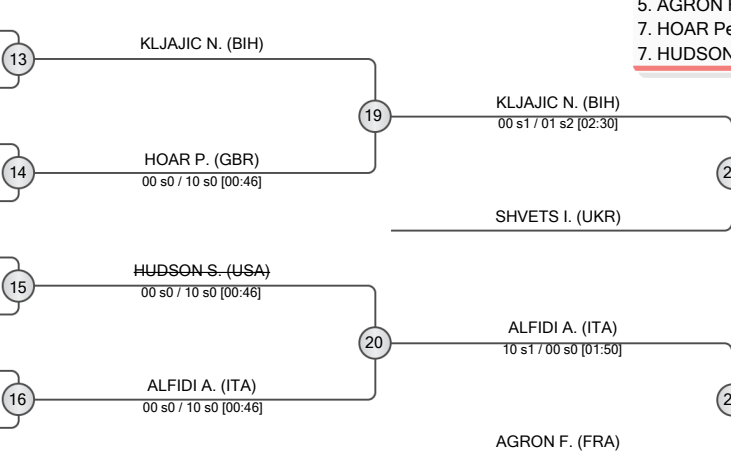 5. AGRON
7. HOAR
7. HUDSON
13
KLJAJIC N. (BIH)
19
KLJAJIC N. (BIH)
00 s1 / 01 s2 [02:30]
14
HOAR P. (GBR)
00 s0 / 10 s0 [00:46]
SHVETS I. (UKR)
15
HUDSON S. (USA)
00 s0 / 10 s0 [00:46]
20
ALFIDI A. (ITA)
10 s1 / 00 s0 [01:50]
16
ALFIDI A. (ITA)
00 s0 / 10 s0 [00:46]
AGRON F. (FRA)